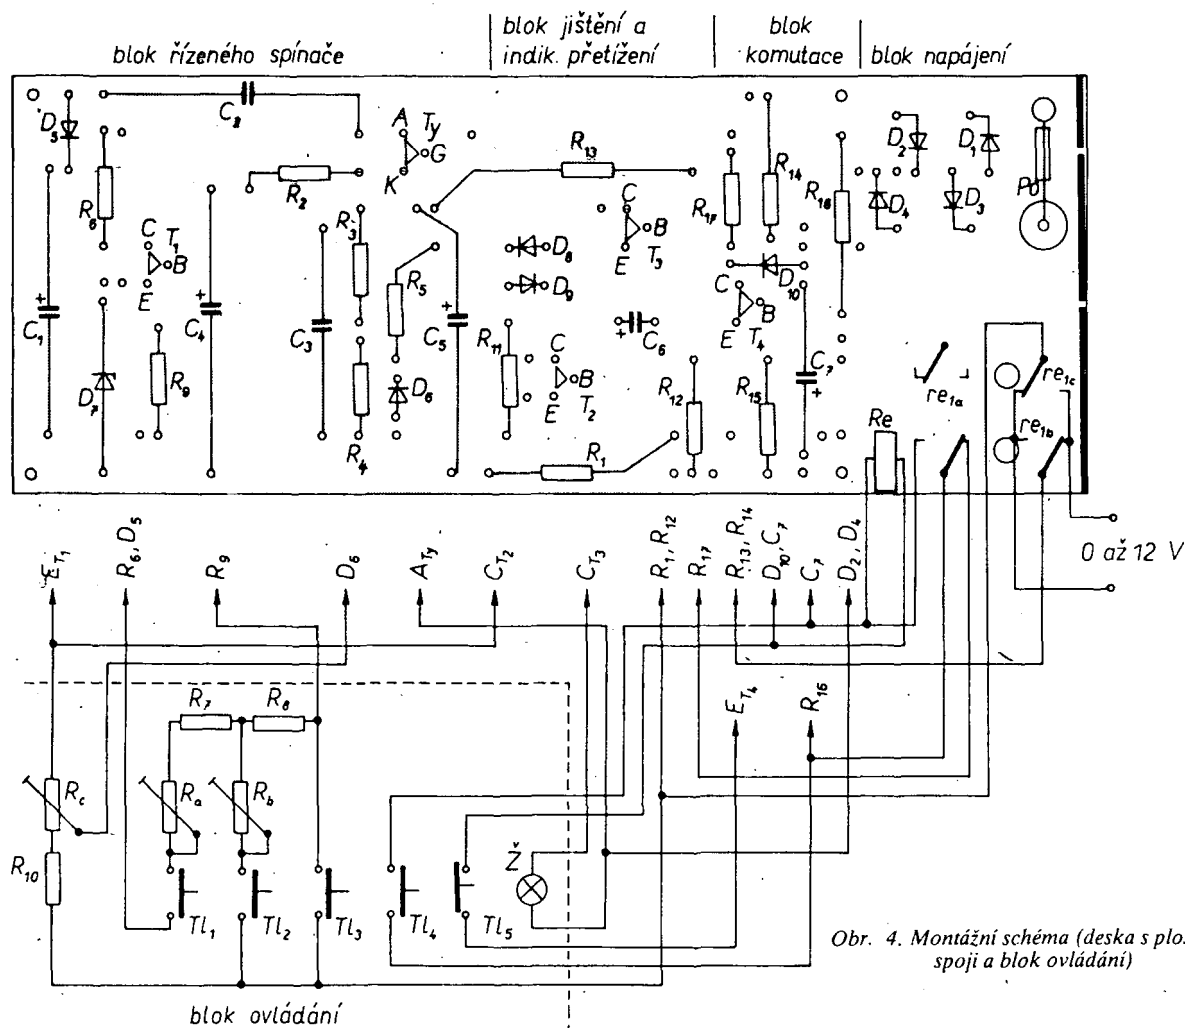 blok řízeného spínače
blok jištění a
indik. přetížení
blok
komutace
blok napájení
D5
C2
A
Ty
G
K
R2
R6
C
T1
B
E
C1
+
D7
R9
C4
+
C3
R3
R4
R5
D6
C5
+
R13
D8
D9
C
B
E
T3
C6
+
R11
C
B
E
T2
R1
R12
R17
R14
R16
D10
C
B
E
T4
R15
C7
+
D2
D1
D4
D3
Po
Re
re1a
re1b
re1c
0 až 12 V
ET1
R6, D5
R9
D6
ATy
CT2
CT3
R1, R12
R17
R13, R14
D10, C7
C7
D2, D4
ET4
R16
R7
R8
Rc
Ra
Rb
R10
Tl1
Tl2
Tl3
Tl4
Tl5
Ž
blok ovládání
Obr. 4. Montážní schéma (deska s plo
spoji a blok ovládání)